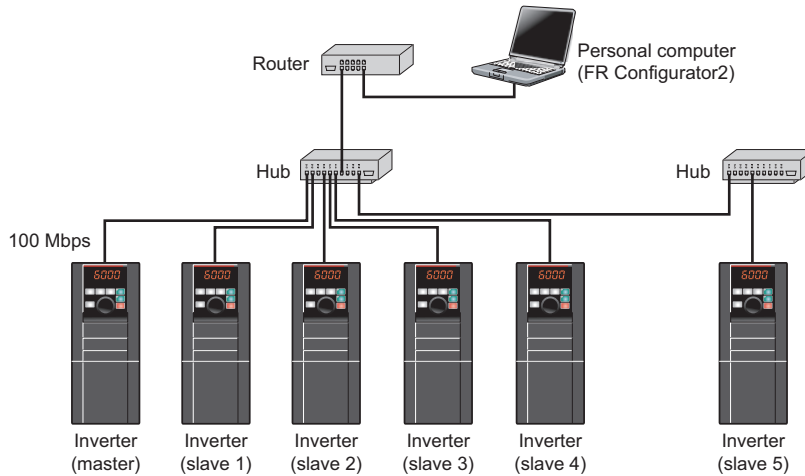 Router
Personal computer
(FR Configurator2)
Hub
Hub
100 Mbps
6000
6000
6000
6000
6000
6000
Inverter
(master)
Inverter
(slave 1)
Inverter
(slave 2)
Inverter
(slave 3)
Inverter
(slave 4)
Inverter
(slave 5)